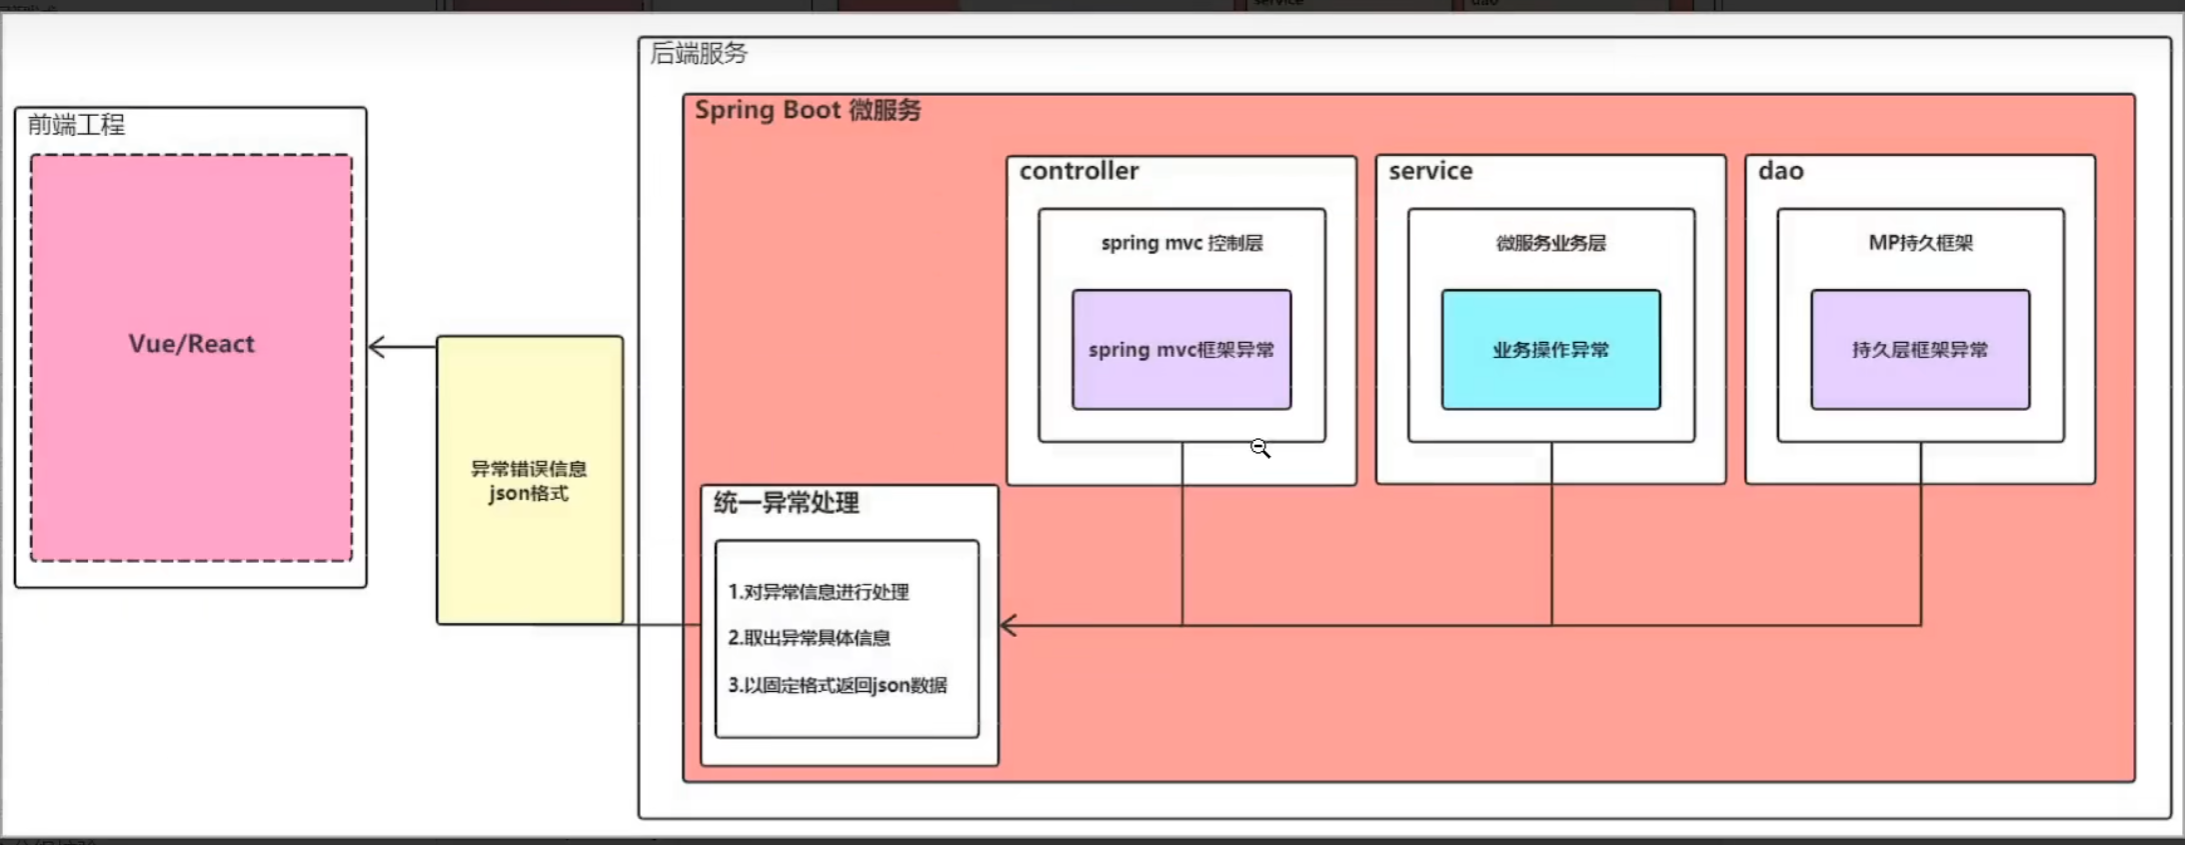 service
dao
后端服务
Spring Boot 微服务
前端工程
Vue/React
controller
spring mvc 控制层
spring mvc框架异常
service
微服务业务层
业务操作异常
dao
MP持久框架
持久层框架异常
异常错误信息
json格式
统一异常处理
1.对异常信息进行处理
2.取出异常具体信息
3.以固定格式返回json数据